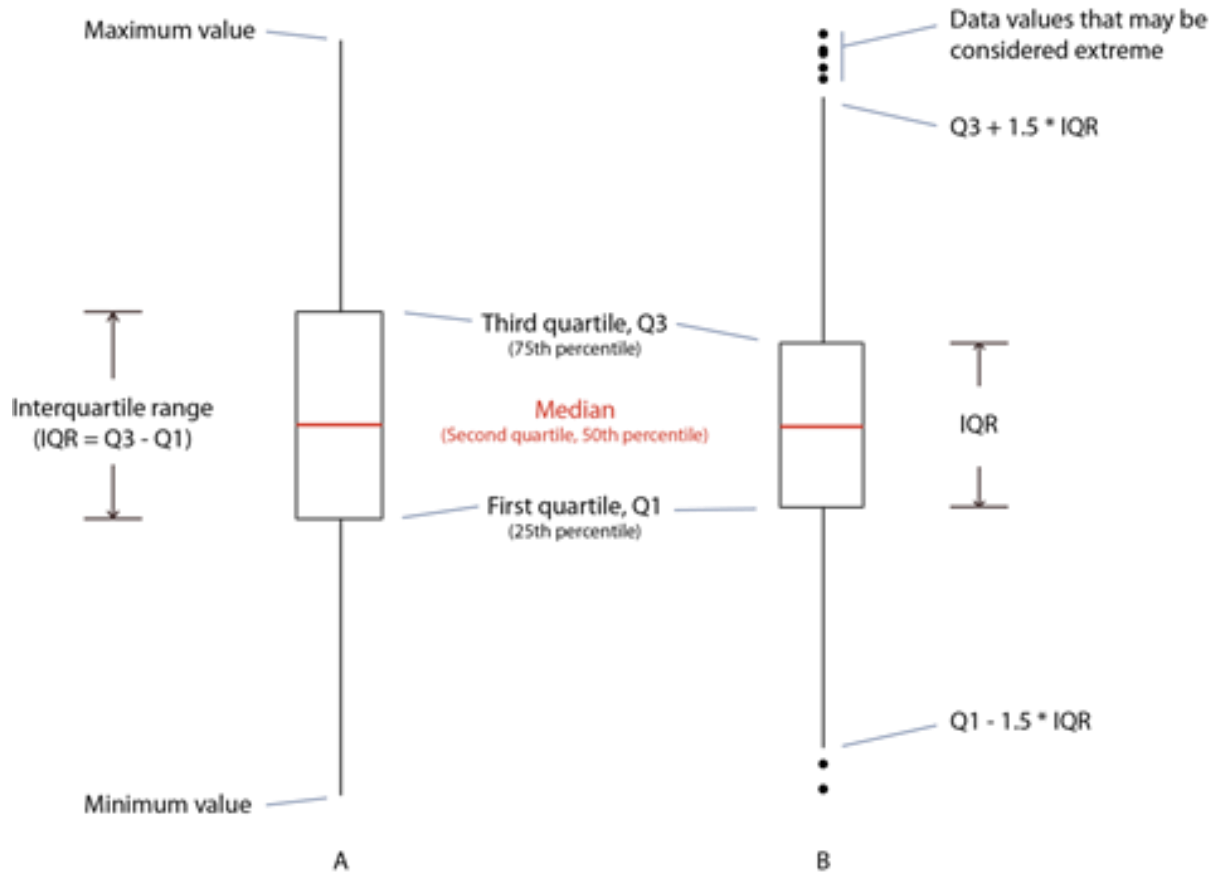 Maximum value
Data values that may be
considered extreme
Q3 + 1.5 * IQR
Third quartile, Q3
(75th percentile)
Interquartile range
(IQR = Q3 - Q1)
Median
(Second quartile, 50th percentile)
IQR
First quartile, Q1
(25th percentile)
Q1 - 1.5 * IQR
Minimum value
A
B